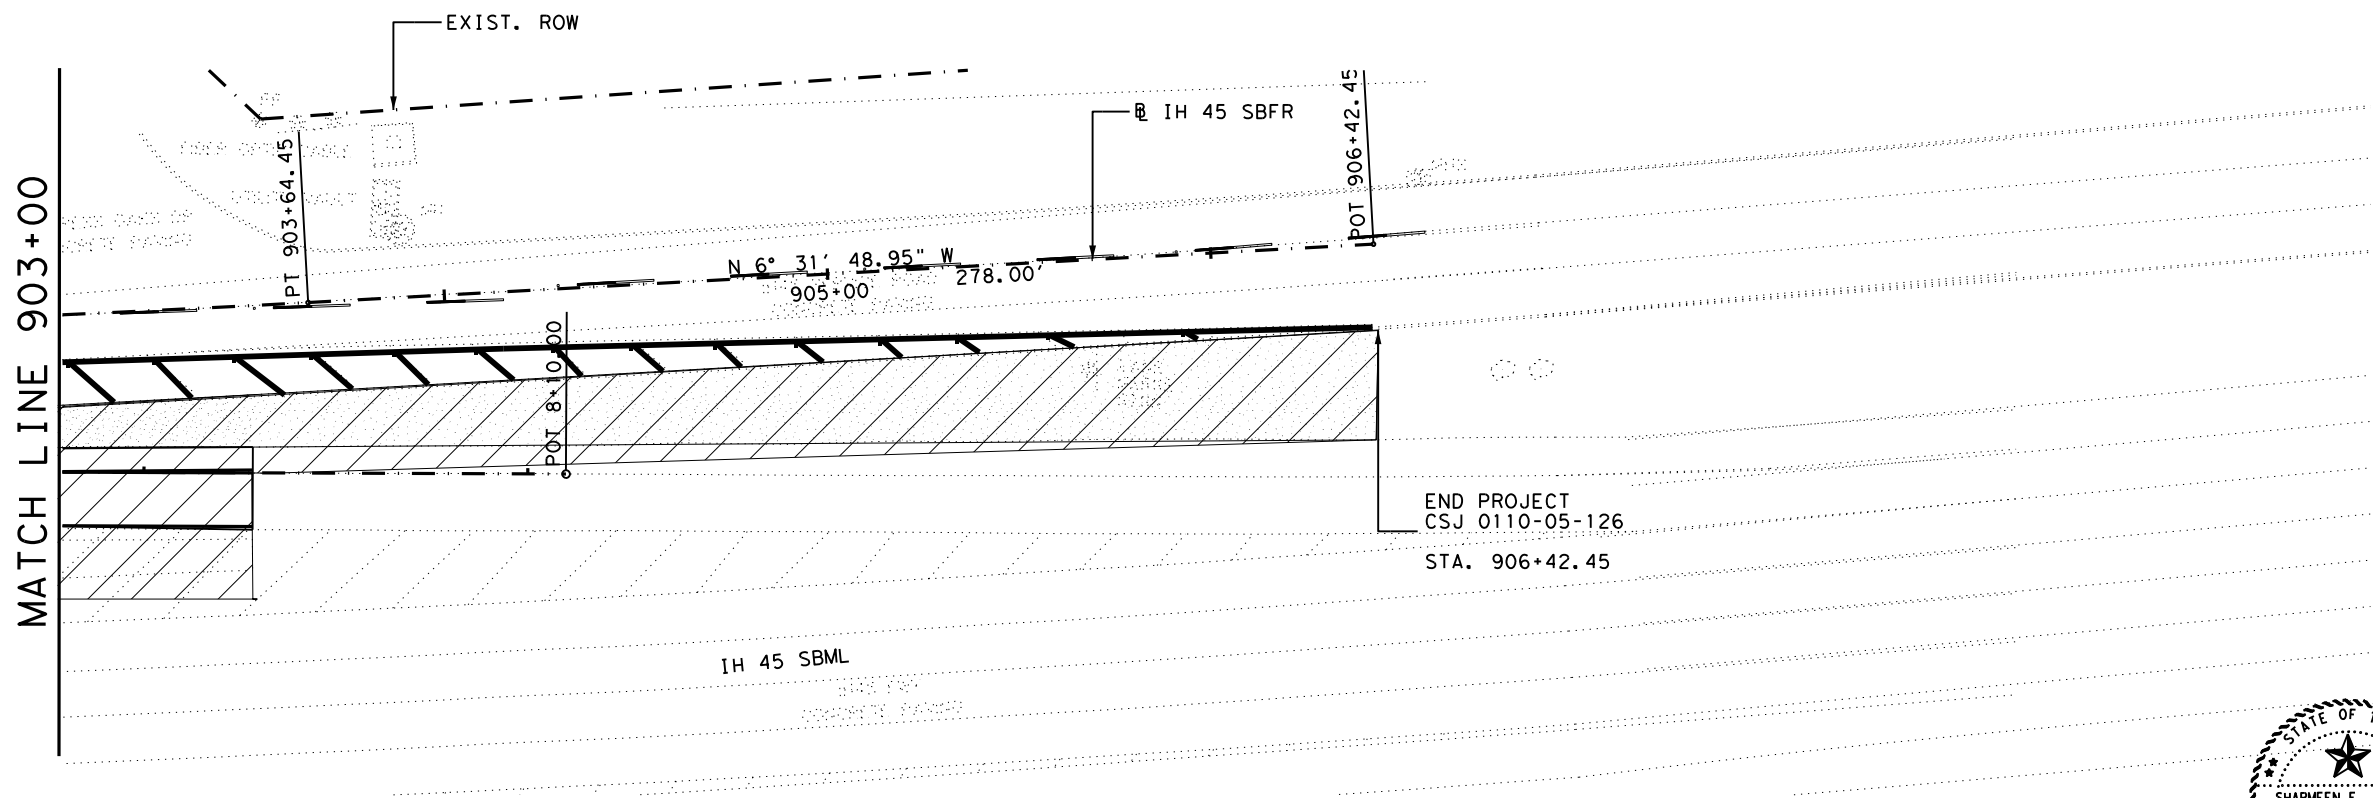 EXIST. ROW
MATCH LINE 903+00
PT 903+64.45
BL IH 45 SBFR
POT 906+42.45
N 6° 31' 48.95" W
278.00'
905+00
POT 8+10.00
END PROJECT
CSJ 0110-05-126
STA. 906+42.45
IH 45 SBML
STATE OF
SHARMEEN F.